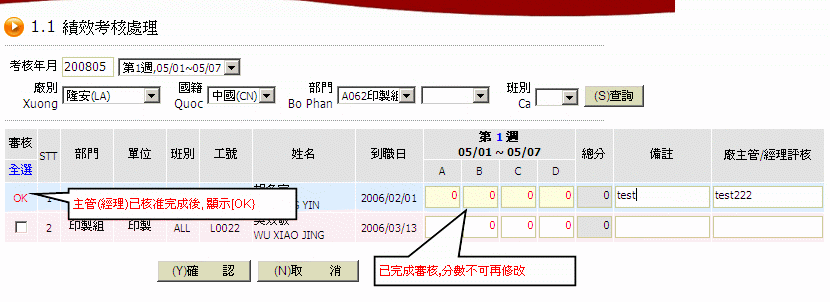 1.1 績效考核處理
考核年月 200805 第1週,05/01~05/07
廠別 Xuong 隆安(LA) 國籍 Quoc 中國(CN) 部門 Bo Phan A062印製組 班別 Ca (S)查詢
審核 全選 STT 部門 單位 班別 工號 姓名 到職日 第 1 週 05/01 ~ 05/07 A B C D 總分 備註 廠主管/經理評核
OK YIN 2006/02/01 0 0 0 0 0 test test222
主管(經理)已核准完成後, 顯示[OK}
2 印製組 印製 ALL L0022 WU XIAO JING 2006/03/13 0 0 0 0
已完成審核,分數不可再修改
(Y)確 認 (N)取 消